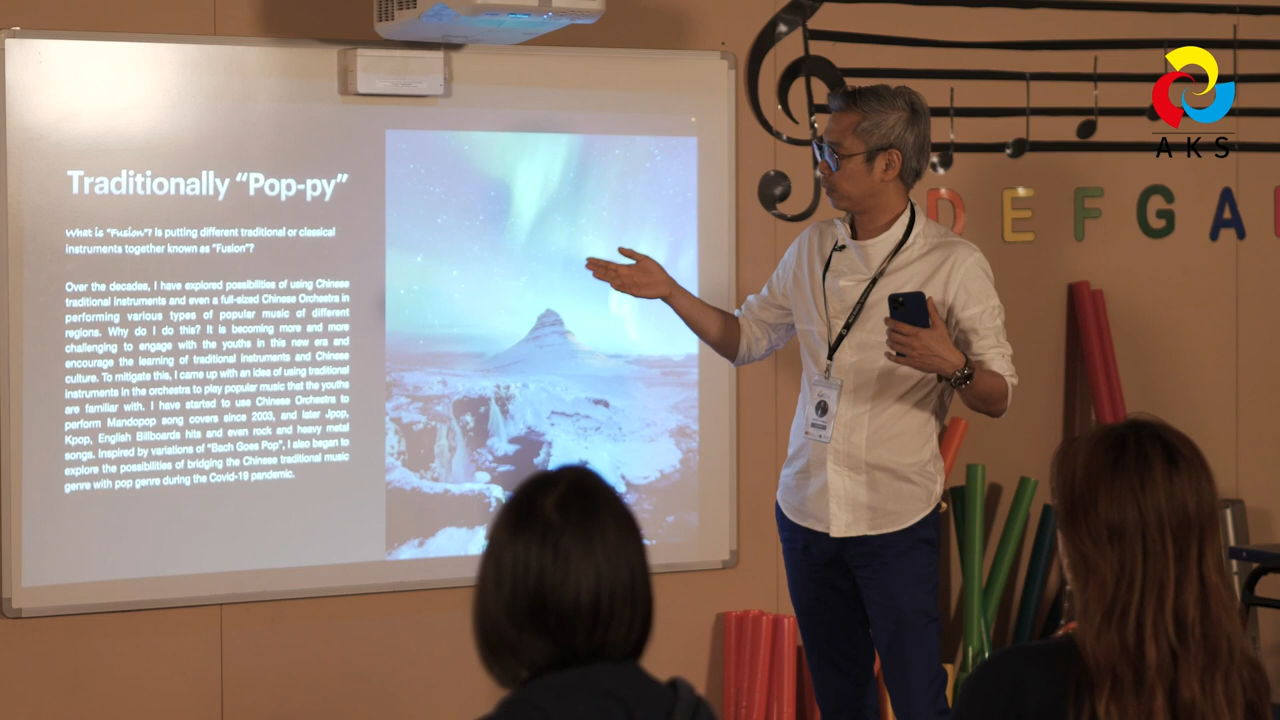 Traditionally “Pop-py”
What is “Fusion”? Is putting different traditional or classical
instruments together known as “Fusion”?
Over the decades, I have explored possibilities of using Chinese
traditional instruments and even a full-sized Chinese Orchestra in
performing various types of popular music of different
regions. Why do I do this? It is becoming more and more
challenging to engage with the youths in this new era and
encourage the learning of traditional instruments and Chinese
culture. To mitigate this, I came up with an idea of using traditional
instruments in the orchestra to play popular music that the youths
are familiar with. I have started to use Chinese Orchestra to
perform Mandopop song covers since 2003, and later Jpop,
Kpop, English Billboards hits and even rock and heavy metal
songs. Inspired by variations of “Bach Goes Pop”, I also began to
explore the possibilities of bridging the Chinese traditional music
genre with pop genre during the Covid-19 pandemic.
AKS
D E F G A